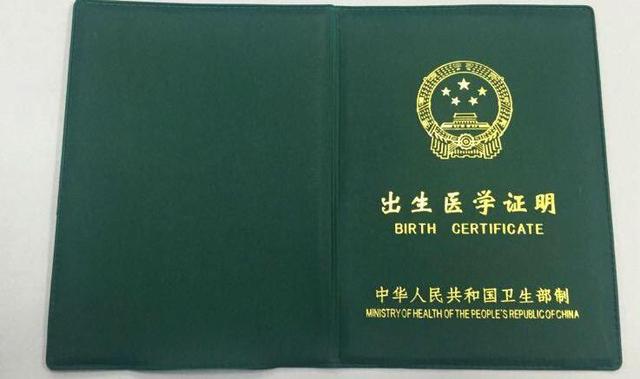 出生医学证明
BIRTH CERTIFICATE
中华人民共和国卫生部制
MINISTRY OF HEALTH OF THE PEOPLE'S REPUBLIC OF CHINA